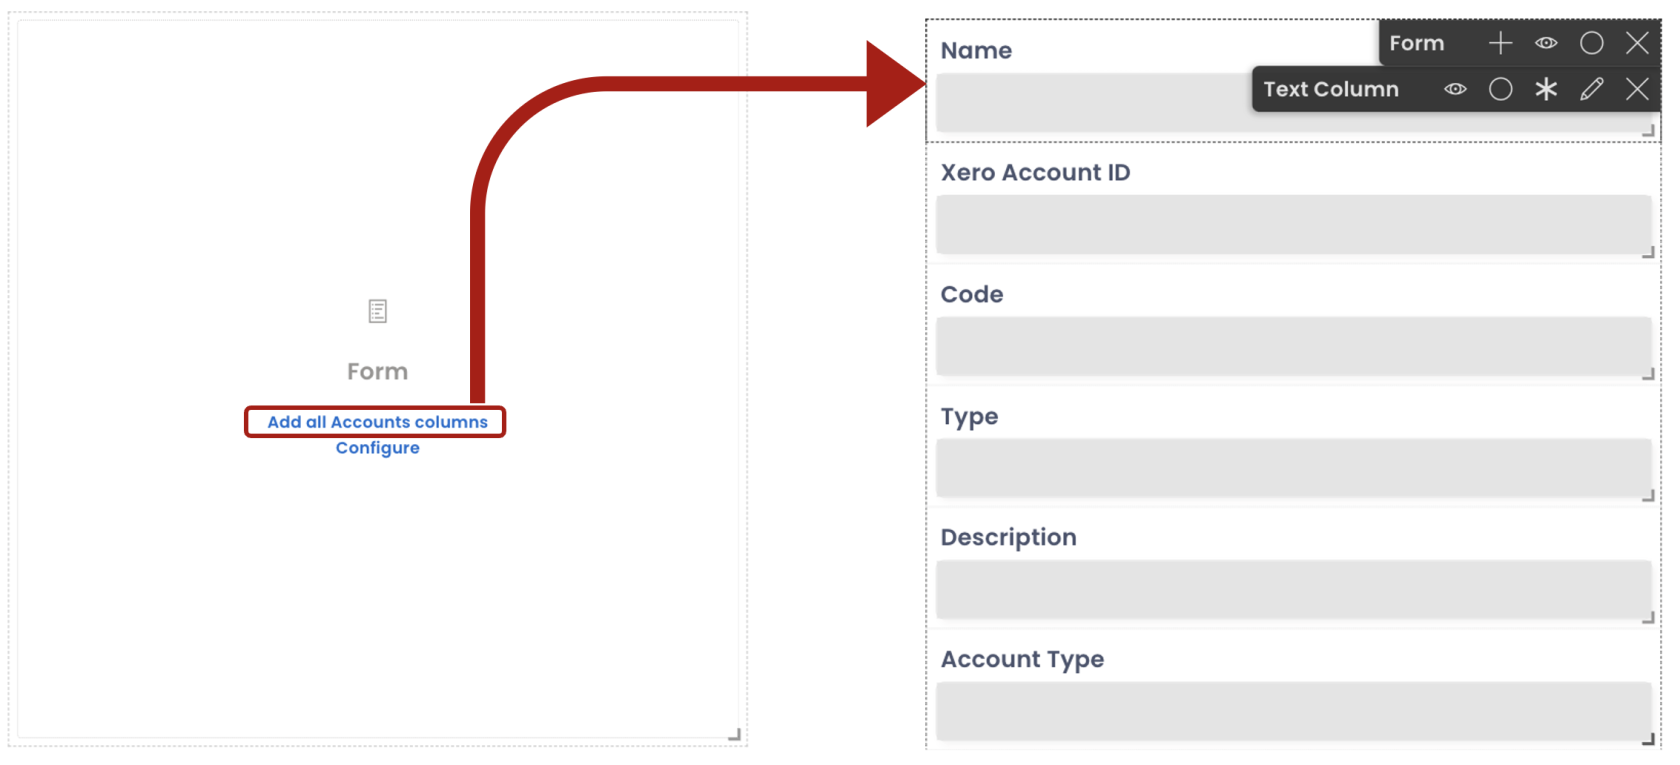 Form
Add all Accounts columns
Configure
Name
Form
Text Column
Xero Account ID
Code
Type
Description
Account Type